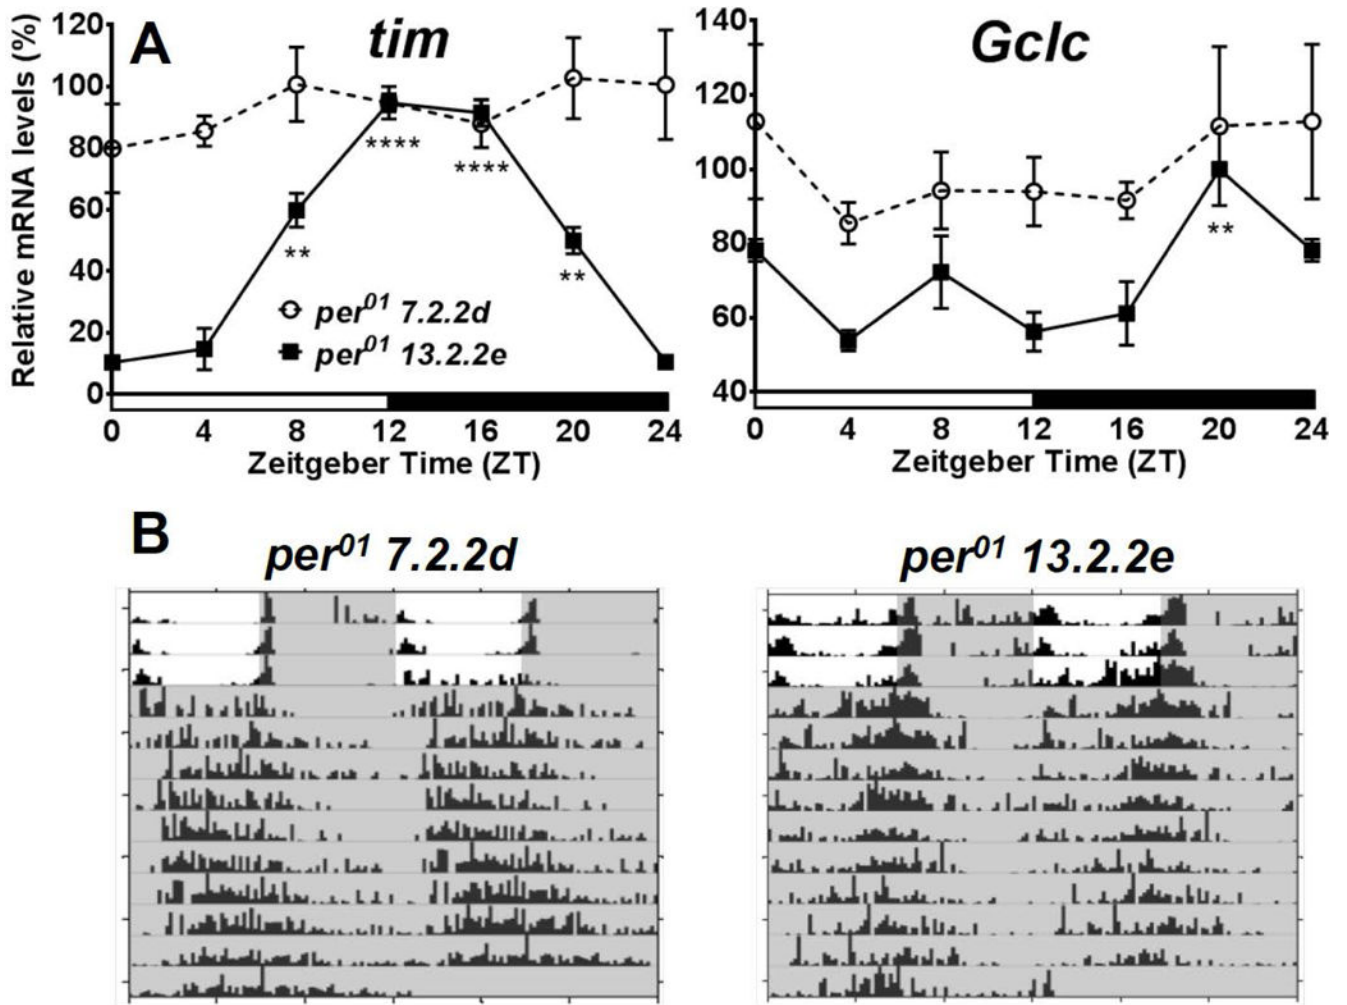 A
tim
Relative mRNA levels (%)
120
100
80
60
40
20
0
****
****
**
**
per01 7.2.2d
per01 13.2.2e
0 4 8 12 16 20 24
Zeitgeber Time (ZT)
Gclc
140
120
100
80
60
40
**
0 4 8 12 16 20 24
Zeitgeber Time (ZT)
B
per01 7.2.2d
per01 13.2.2e